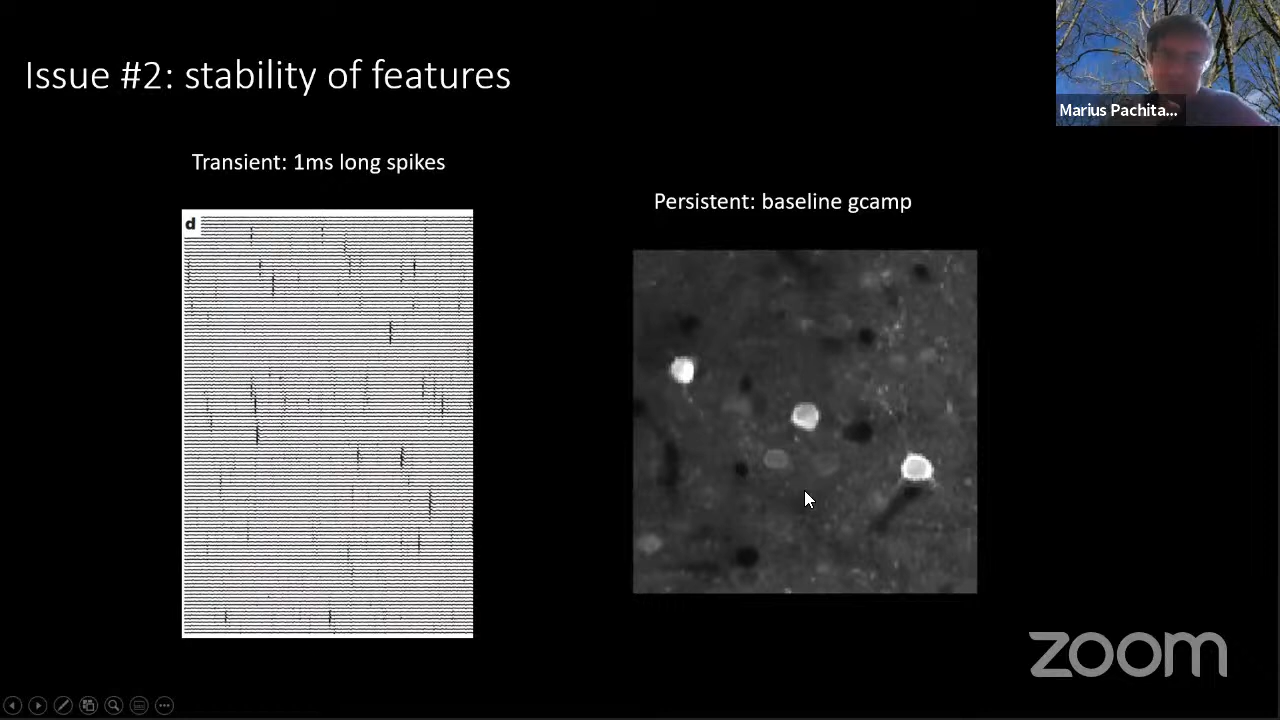 Issue #2: stability of features
Marius Pachita...
Transient: 1ms long spikes
Persistent: baseline gcamp
d
zoom